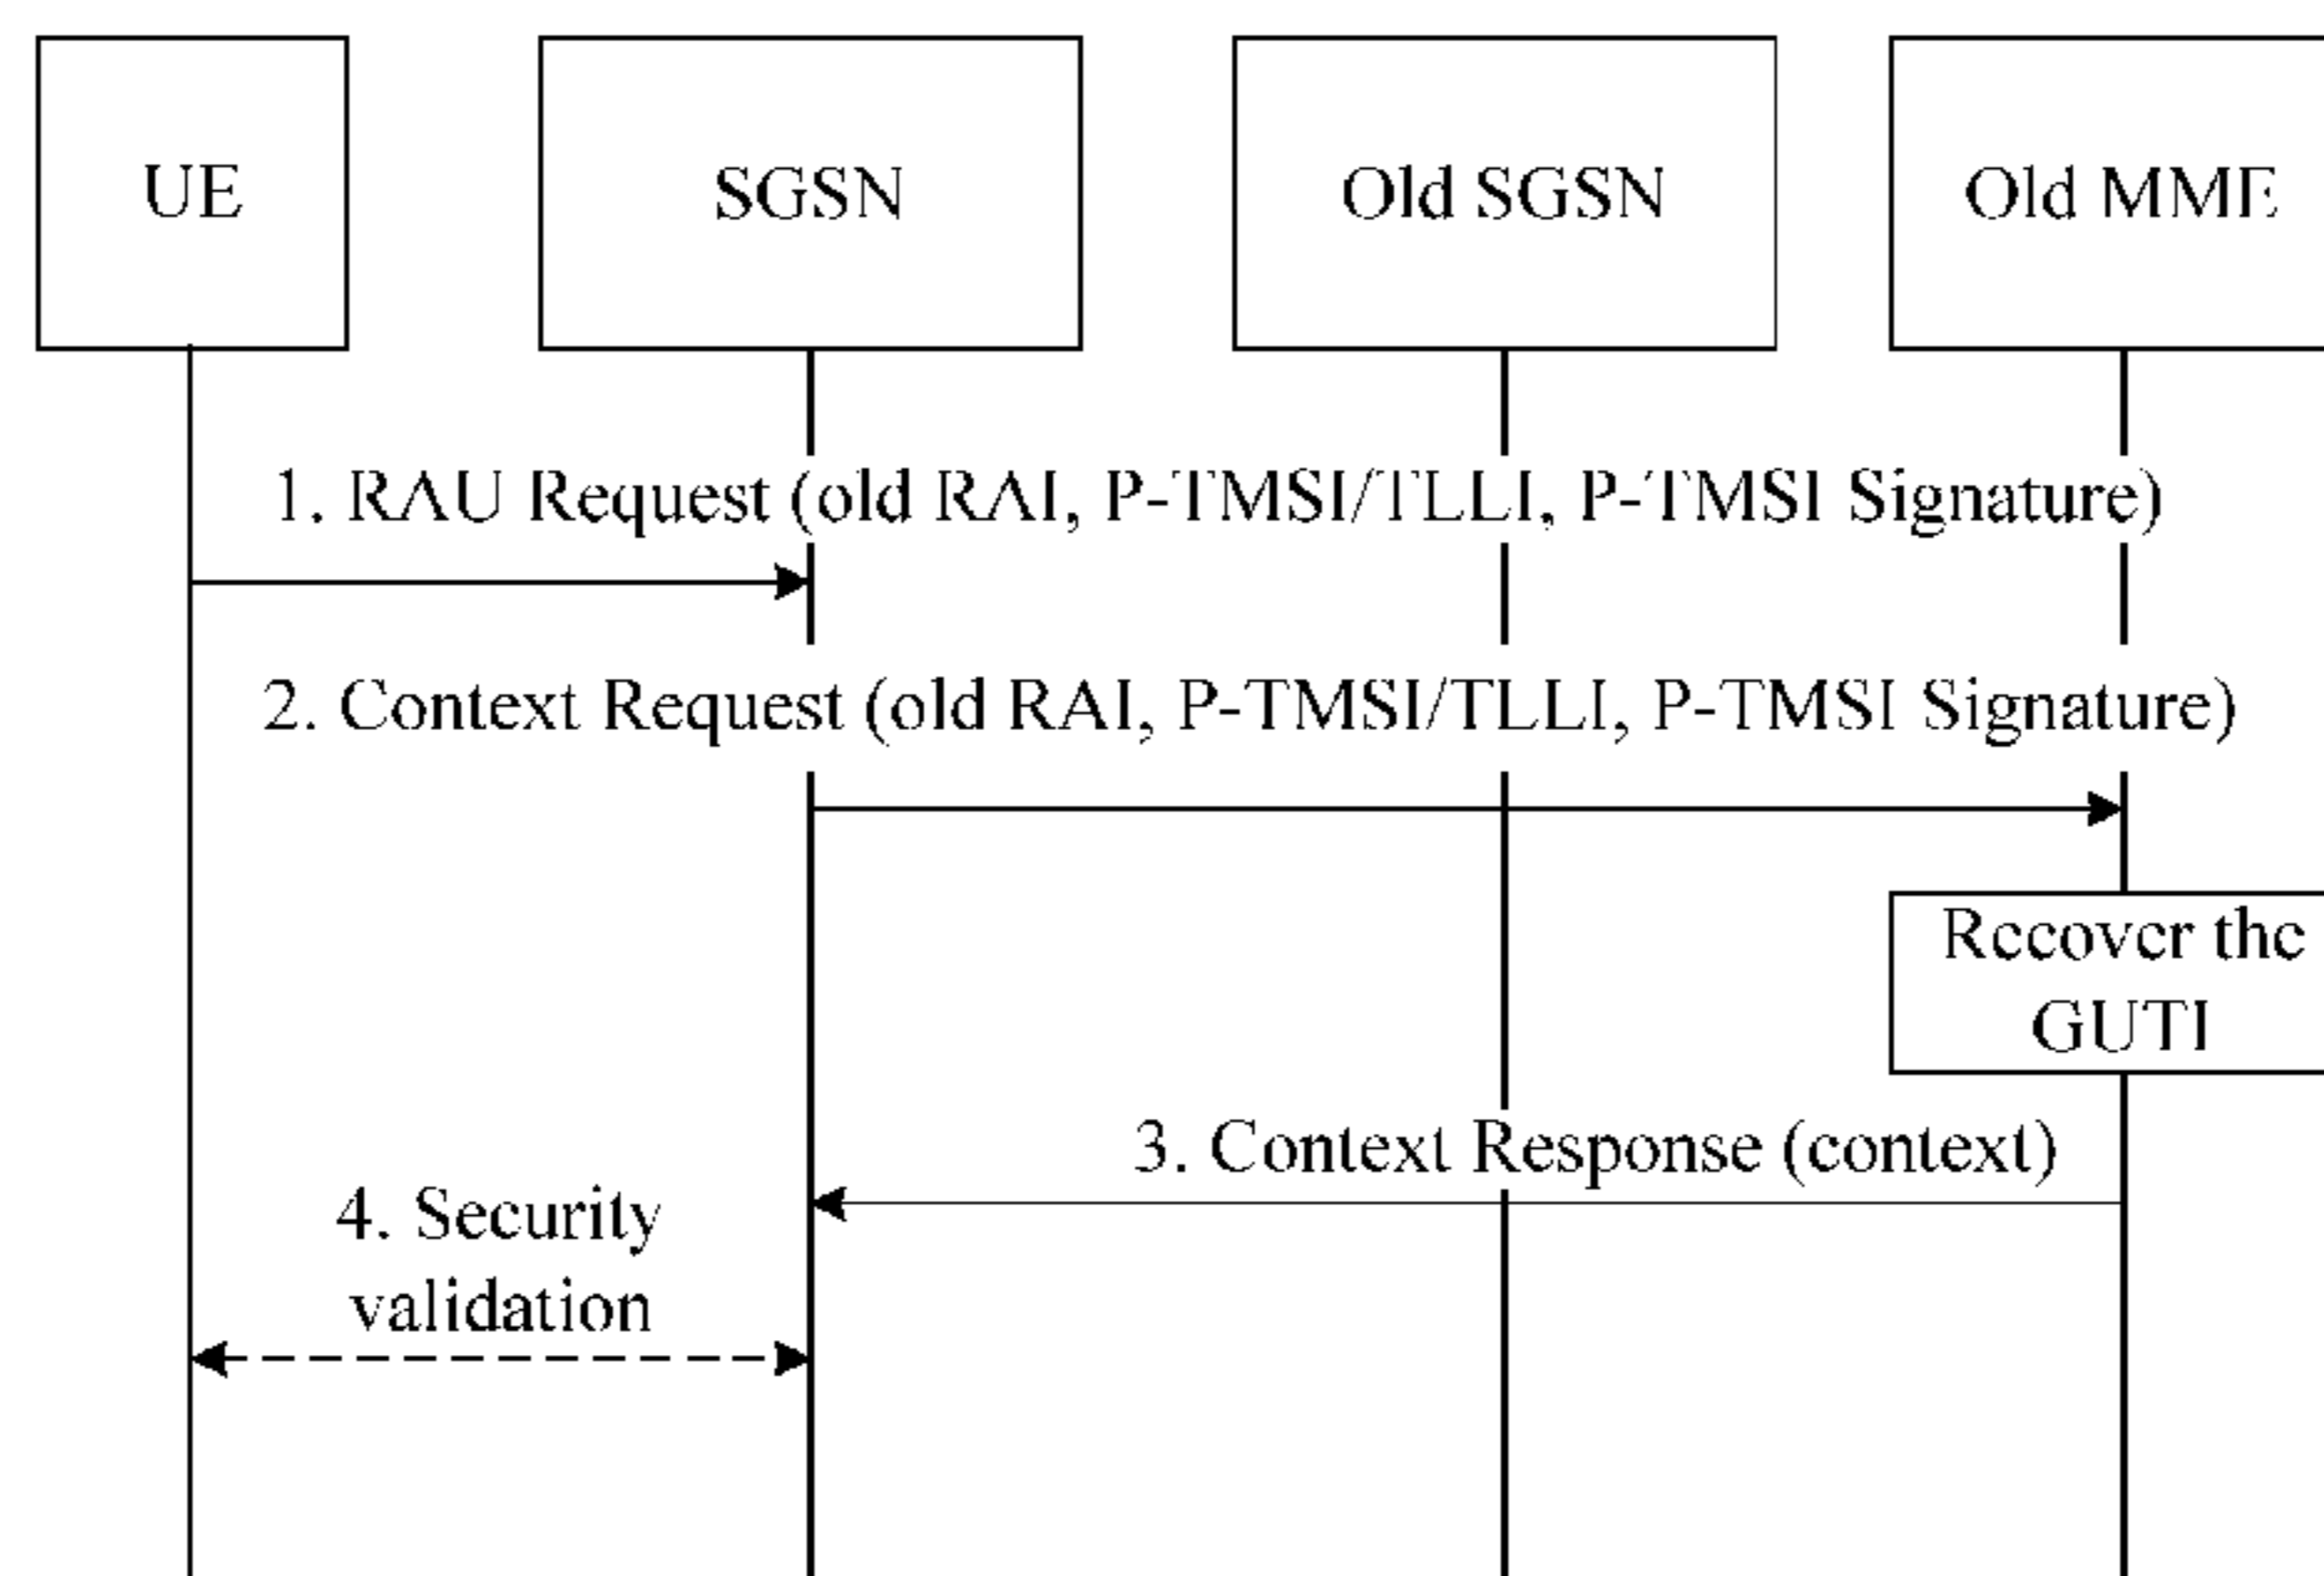 UE
SGSN
Old SGSN
Old MME
1. RAU Request (old RAI, P-TMSI/TLLI, P-TMSI Signature)
2. Context Request (old RAI, P-TMSI/TLLI, P-TMSI Signature)
Recover the
GUTI
3. Context Response (context)
4. Security
validation